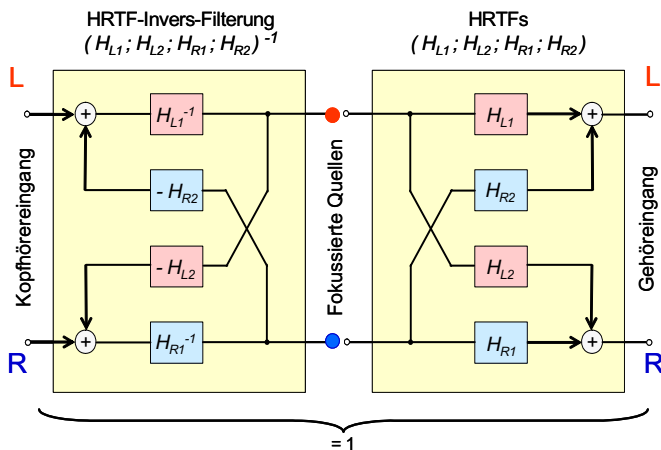 HRTF-Invers-Filterung
( H_L1 ; H_L2 ; H_R1 ; H_R2 ) ^-1
HRTFs
( H_L1 ; H_L2 ; H_R1 ; H_R2 )
L
L
+
H_L1^-1
H_L1
+
- H_R2
H_R2
Kopfhörereingang
Fokussierte Quellen
Gehöreingang
- H_L2
H_L2
+
H_R1^-1
H_R1
+
R
R
= 1